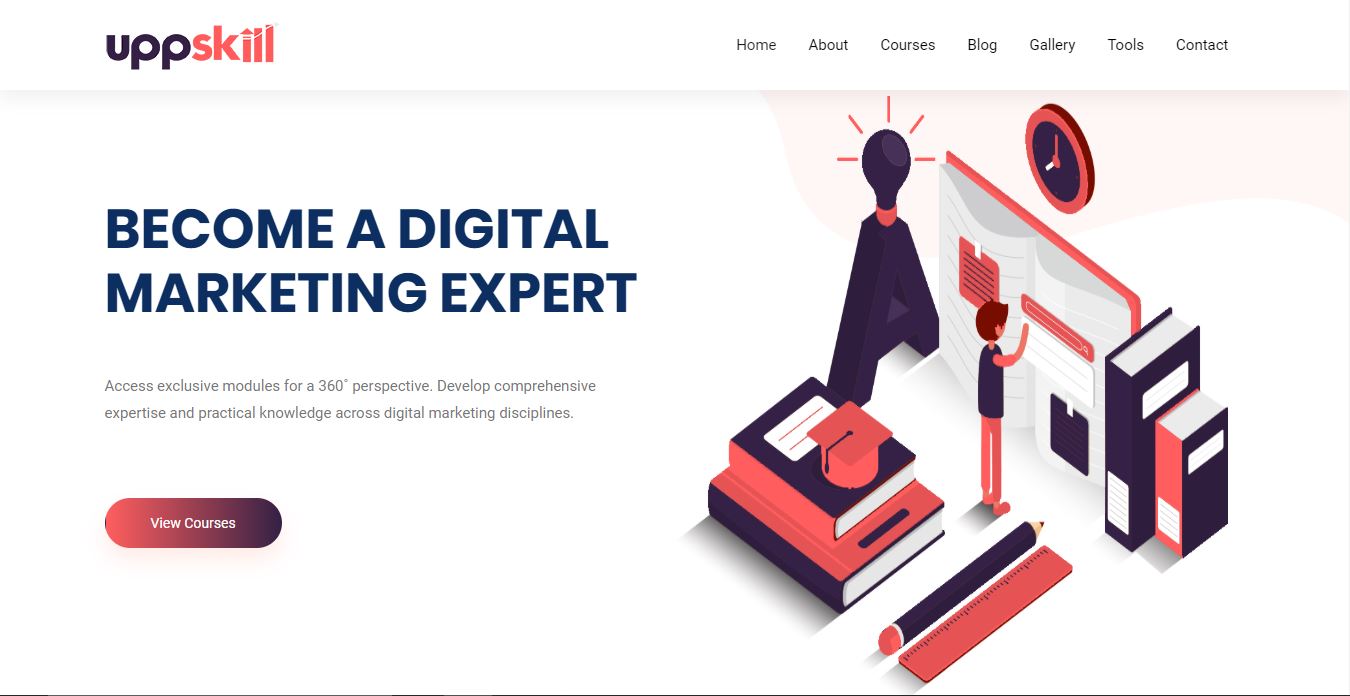 uppskill
Home About Courses Blog Gallery Tools Contact
BECOME A DIGITAL
MARKETING EXPERT
Access exclusive modules for a 360° perspective. Develop comprehensive
expertise and practical knowledge across digital marketing disciplines.
View Courses
A